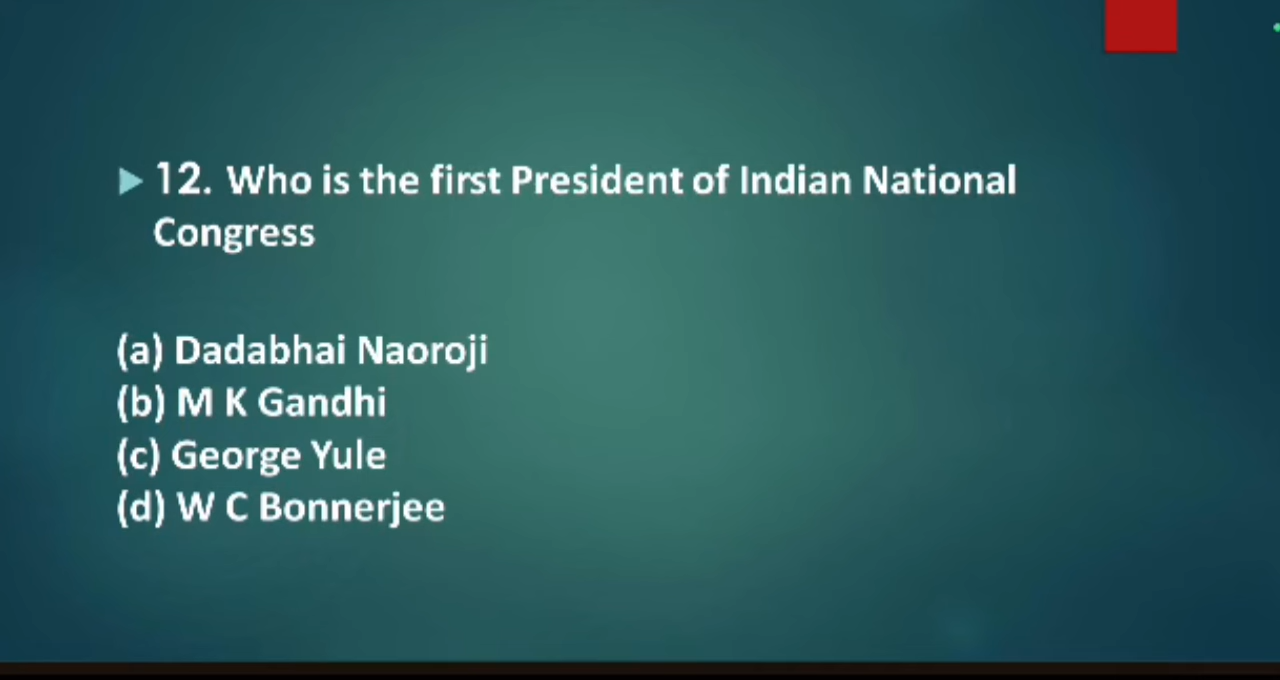 12. Who is the first President of Indian National
Congress
(a) Dadabhai Naoroji
(b) M K Gandhi
(c) George Yule
(d) W C Bonnerjee